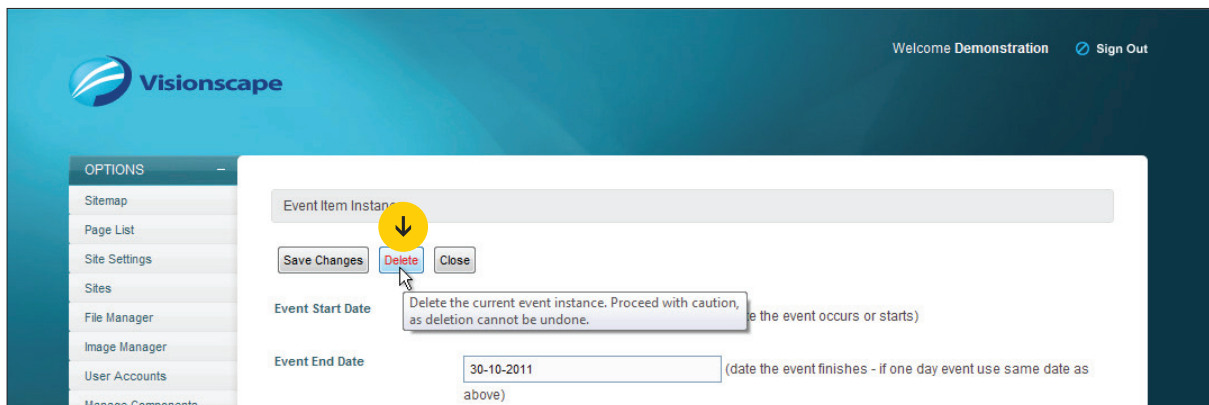 Welcome Demonstration Sign Out
Visionscape
OPTIONS –
Sitemap
Page List
Site Settings
Sites
File Manager
Image Manager
User Accounts
Manage Components
Event Item
Save Changes Delete Close
Delete the current event instance. Proceed with caution,
as deletion cannot be undone.
Event Start Date
the event occurs or starts)
Event End Date
30-10-2011 (date the event finishes - if one day event use same date as
above)